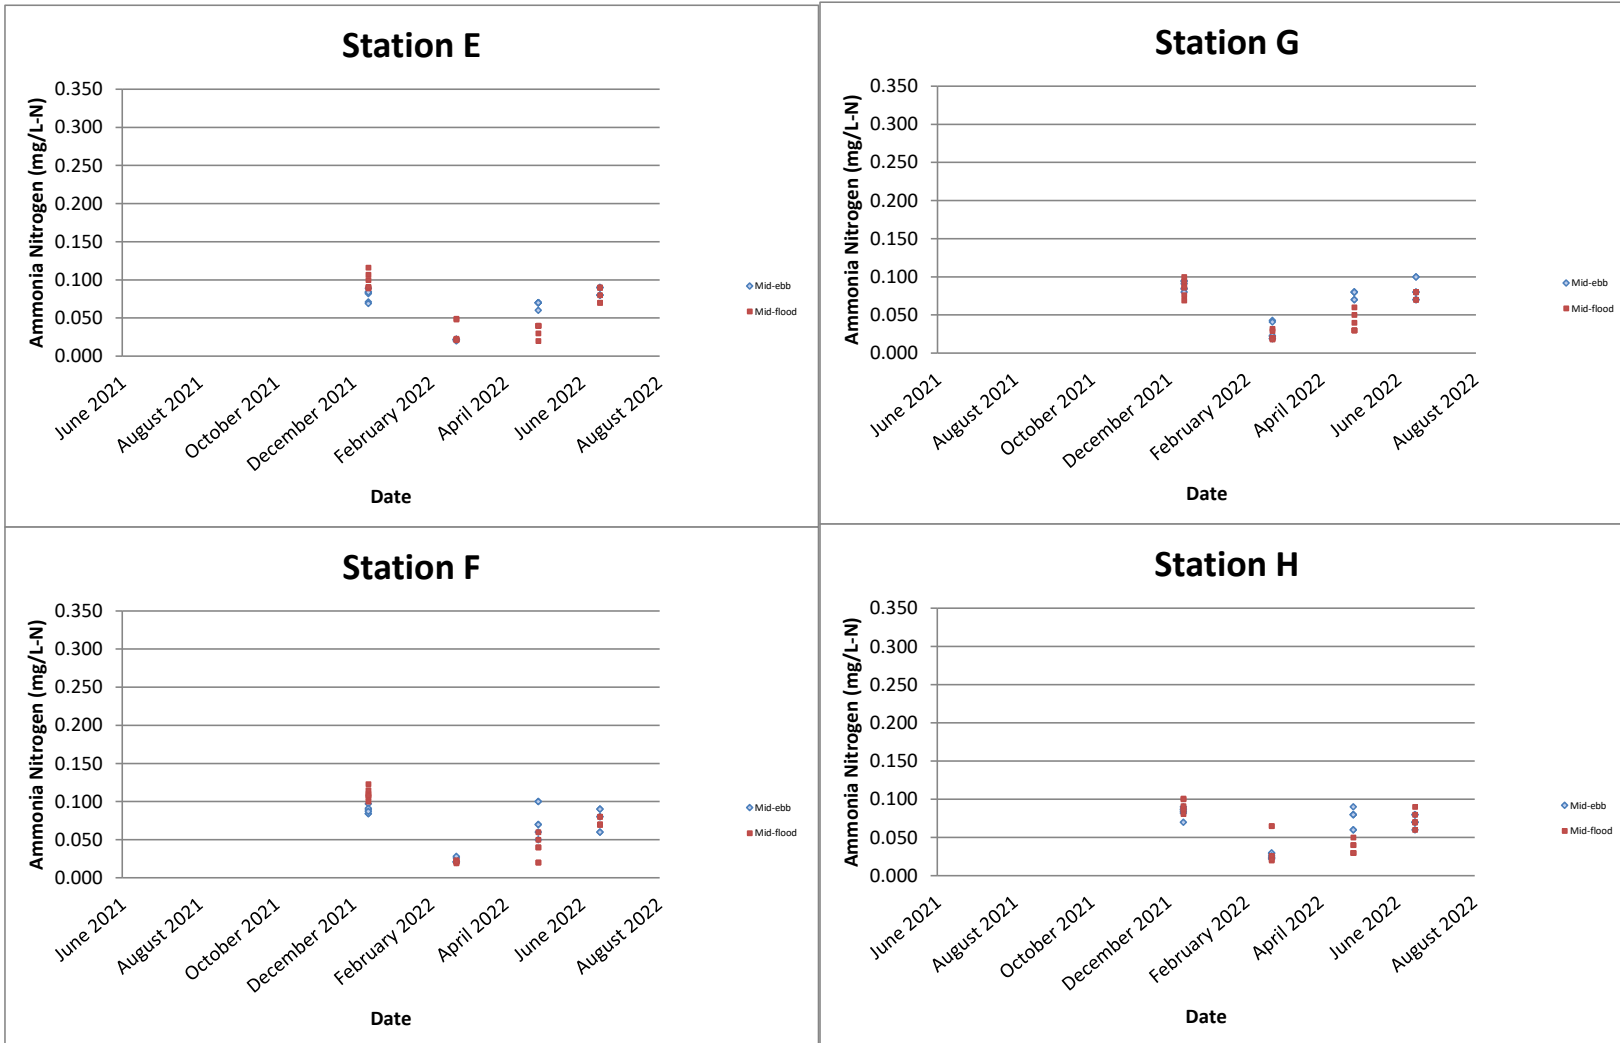 Station E
Ammonia Nitrogen (mg/L-N)
0.350
0.300
0.250
0.200
0.150
0.100
0.050
0.000
June 2021
August 2021
October 2021
December 2021
February 2022
April 2022
June 2022
August 2022
Date
Mid-ebb
Mid-flood
Station G
Ammonia Nitrogen (mg/L-N)
0.350
0.300
0.250
0.200
0.150
0.100
0.050
0.000
June 2021
August 2021
October 2021
December 2021
February 2022
April 2022
June 2022
August 2022
Date
Mid-ebb
Mid-flood
Station F
Ammonia Nitrogen (mg/L-N)
0.350
0.300
0.250
0.200
0.150
0.100
0.050
0.000
June 2021
August 2021
October 2021
December 2021
February 2022
April 2022
June 2022
August 2022
Date
Mid-ebb
Mid-flood
Station H
Ammonia Nitrogen (mg/L-N)
0.350
0.300
0.250
0.200
0.150
0.100
0.050
0.000
June 2021
August 2021
October 2021
December 2021
February 2022
April 2022
June 2022
August 2022
Date
Mid-ebb
Mid-flood